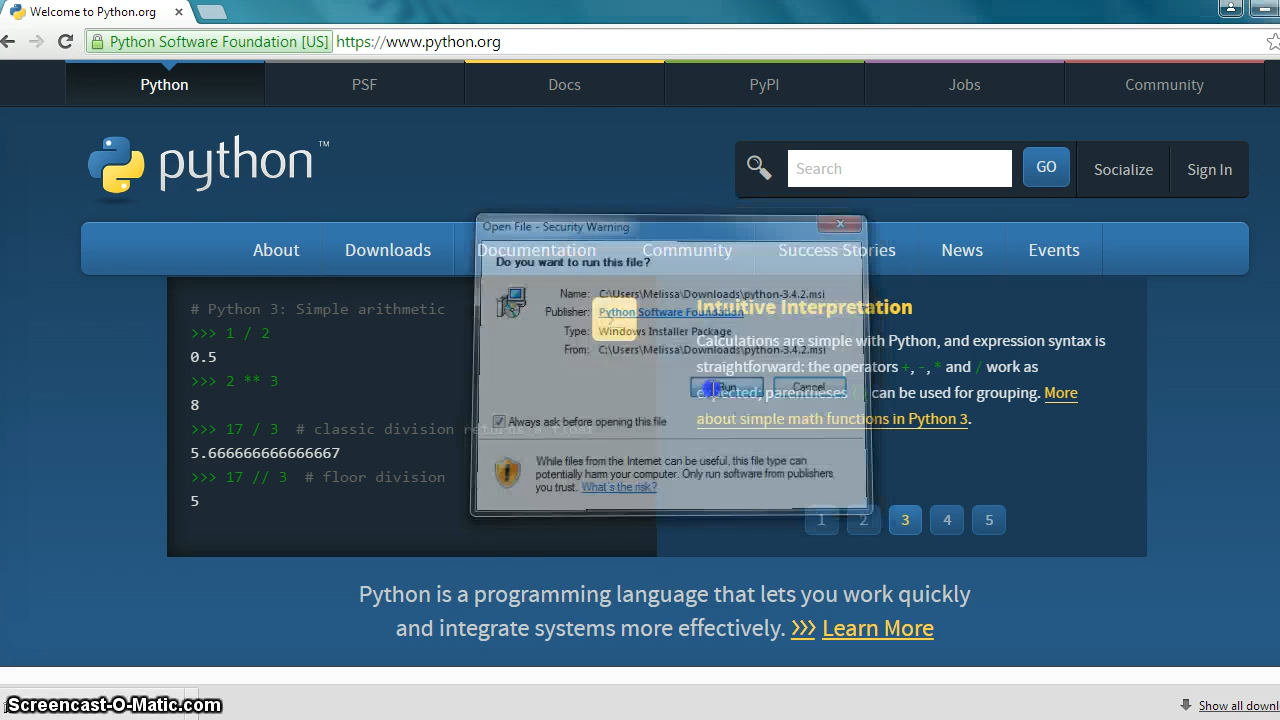 Welcome to Python.org
Python Software Foundation [US] https://www.python.org
Python PSF Docs PyPI Jobs Community
python™
Search GO Socialize Sign In
About Downloads Documentation Community Success Stories News Events
# Python 3: Simple arithmetic
>>> 1 / 2
0.5
>>> 2 ** 3
8
>>> 17 / 3 # classic division returns a float
5.666666666666667
>>> 17 // 3 # floor division
5
Open File - Security Warning
Do you want to run this file?
Name: C:\Users\Melissa\Downloads\python-3.4.2.msi
Publisher: Python Software Foundation
Type: Windows Installer Package
From: C:\Users\Melissa\Downloads\python-3.4.2.msi
Run Cancel
Always ask before opening this file
While files from the Internet can be useful, this file type can
potentially harm your computer. Only run software from publishers
you trust. What's the risk?
Intuitive Interpretation
Calculations are simple with Python, and expression syntax is
straightforward: the operators +, -, * and / work as
expected; parentheses () can be used for grouping. More
about simple math functions in Python 3.
1 2 3 4 5
Python is a programming language that lets you work quickly
and integrate systems more effectively. >>> Learn More
Screencast-O-Matic.com
Show all downl